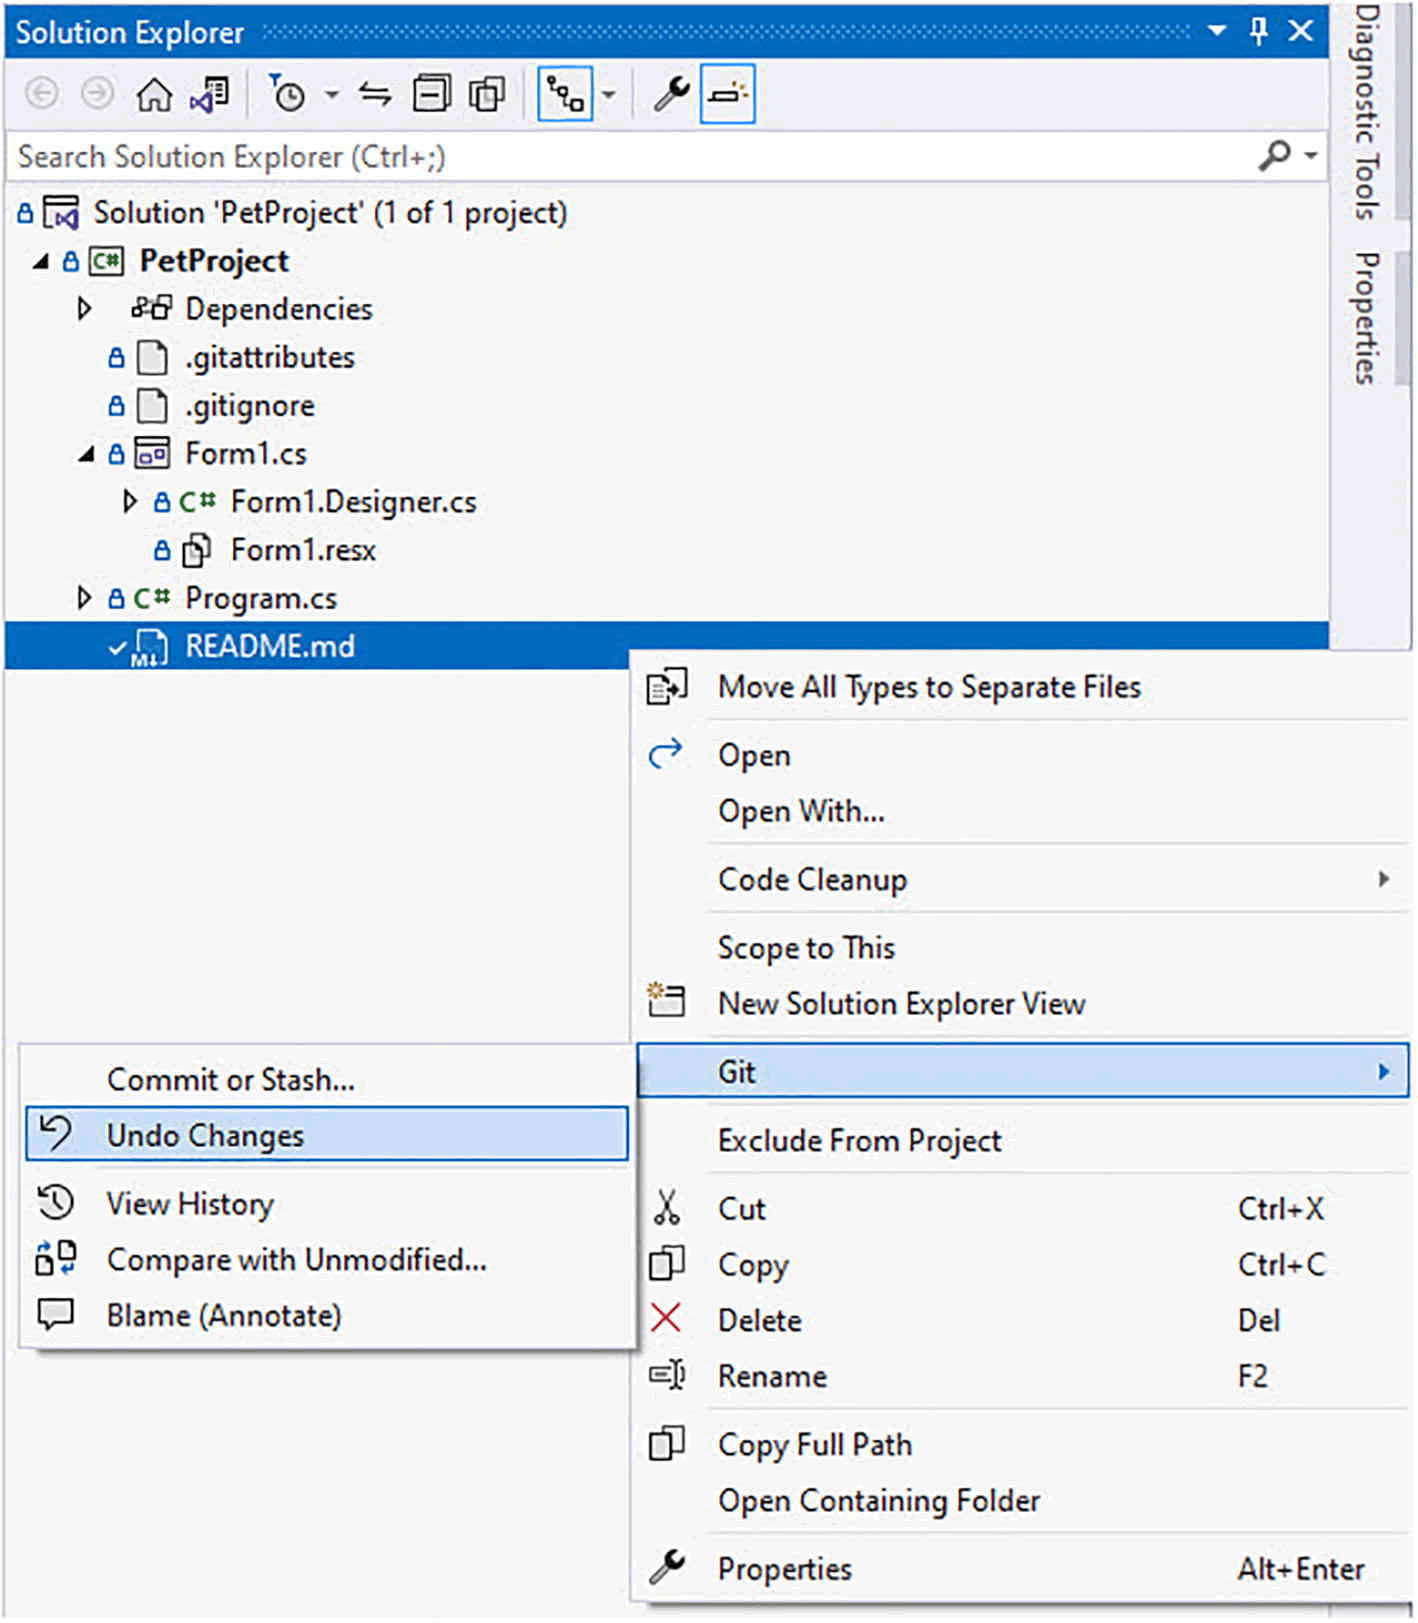 Solution Explorer
Search Solution Explorer (Ctrl+;)
Solution 'PetProject' (1 of 1 project)
C# PetProject
Dependencies
.gitattributes
.gitignore
Form1.cs
C# Form1.Designer.cs
Form1.resx
C# Program.cs
M↓ README.md
Move All Types to Separate Files
Open
Open With...
Code Cleanup
Scope to This
New Solution Explorer View
Git
Exclude From Project
Cut Ctrl+X
Copy Ctrl+C
Delete Del
Rename F2
Copy Full Path
Open Containing Folder
Properties Alt+Enter
Commit or Stash...
Undo Changes
View History
Compare with Unmodified...
Blame (Annotate)
Diagnostic Tools
Properties